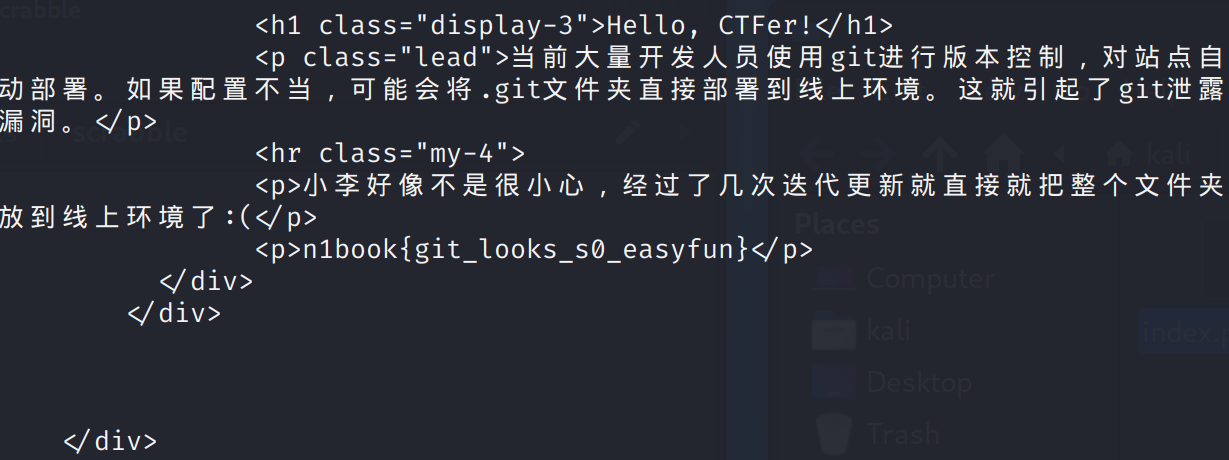 scrabble
<h1 class="display-3">Hello, CTFer!</h1>
<p class="lead">当前大量开发人员使用git进行版本控制，对站点自
动部署。如果配置不当，可能会将.git文件夹直接部署到线上环境。这就引起了git泄露
漏洞。</p>
scrabble
<hr class="my-4">
kali
<p>小李好像不是很小心，经过了几次迭代更新就直接就把整个文件夹
放到线上环境了:(</p>
Places
<p>n1book{git_looks_s0_easyfun}</p>
</div>
Computer
</div>
kali
index.p
Desktop
Trash
</div>